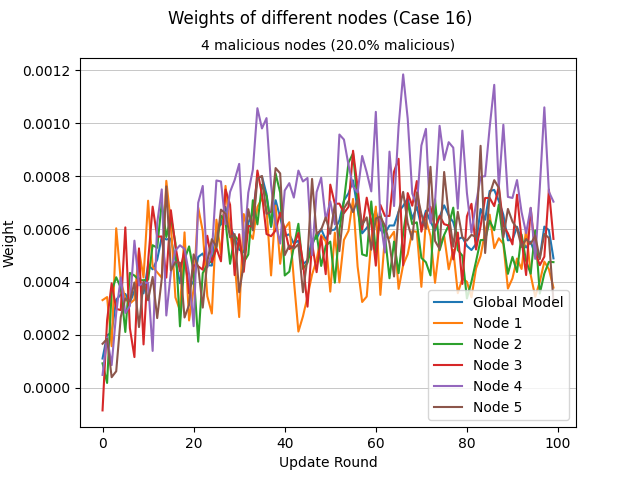 Weights of different nodes (Case 16)
4 malicious nodes (20.0% malicious)
0.0012
0.0010
0.0008
0.0006
0.0004
0.0002
0.0000
Weight
0 20 40 60 80 100
Update Round
Global Model
Node 1
Node 2
Node 3
Node 4
Node 5